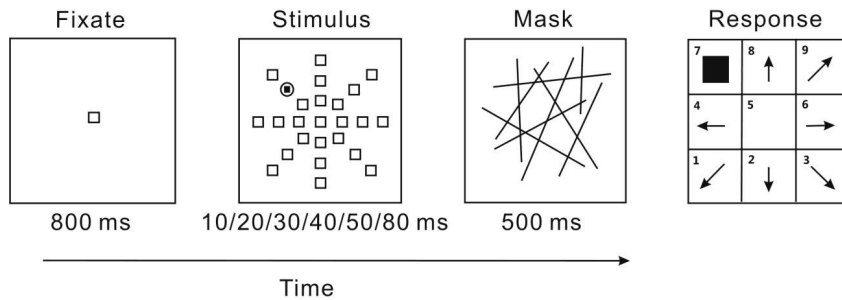 Fixate
Stimulus
Mask
Response
7 8 9
4 5 6
1 2 3
800 ms
10/20/30/40/50/80 ms
500 ms
Time